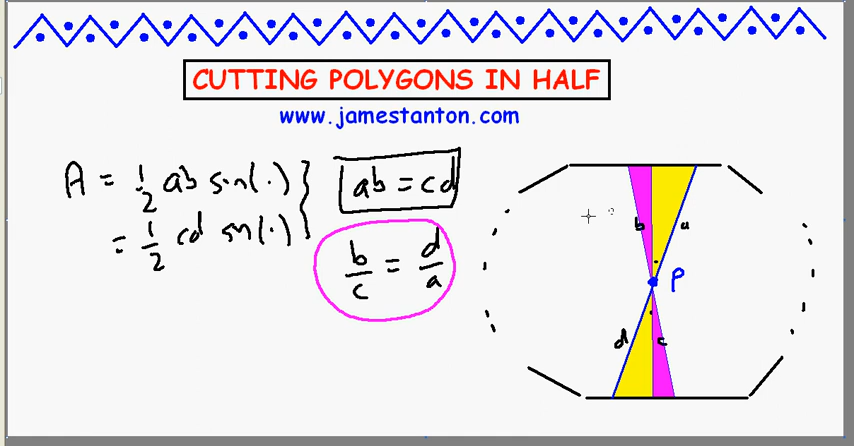 CUTTING POLYGONS IN HALF
www.jamestanton.com
A = 1/2 ab sin(·)
= 1/2 cd sin(·)
ab = cd
b/c = d/a
b
a
P
d
c